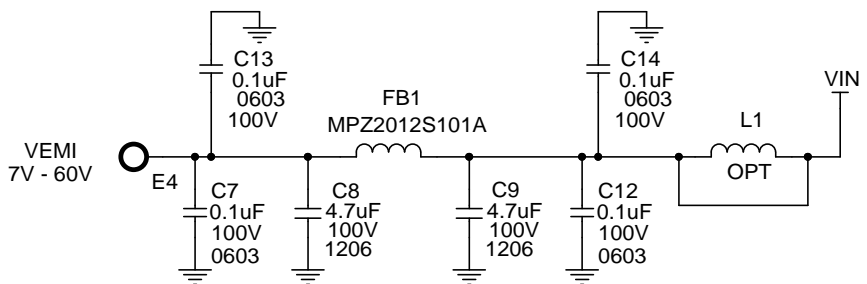 C13
0.1uF
0603
100V
C14
0.1uF
0603
100V
VIN
FB1
MPZ2012S101A
L1
OPT
VEMI
7V - 60V
E4
C7
0.1uF
100V
0603
C8
4.7uF
100V
1206
C9
4.7uF
100V
1206
C12
0.1uF
100V
0603